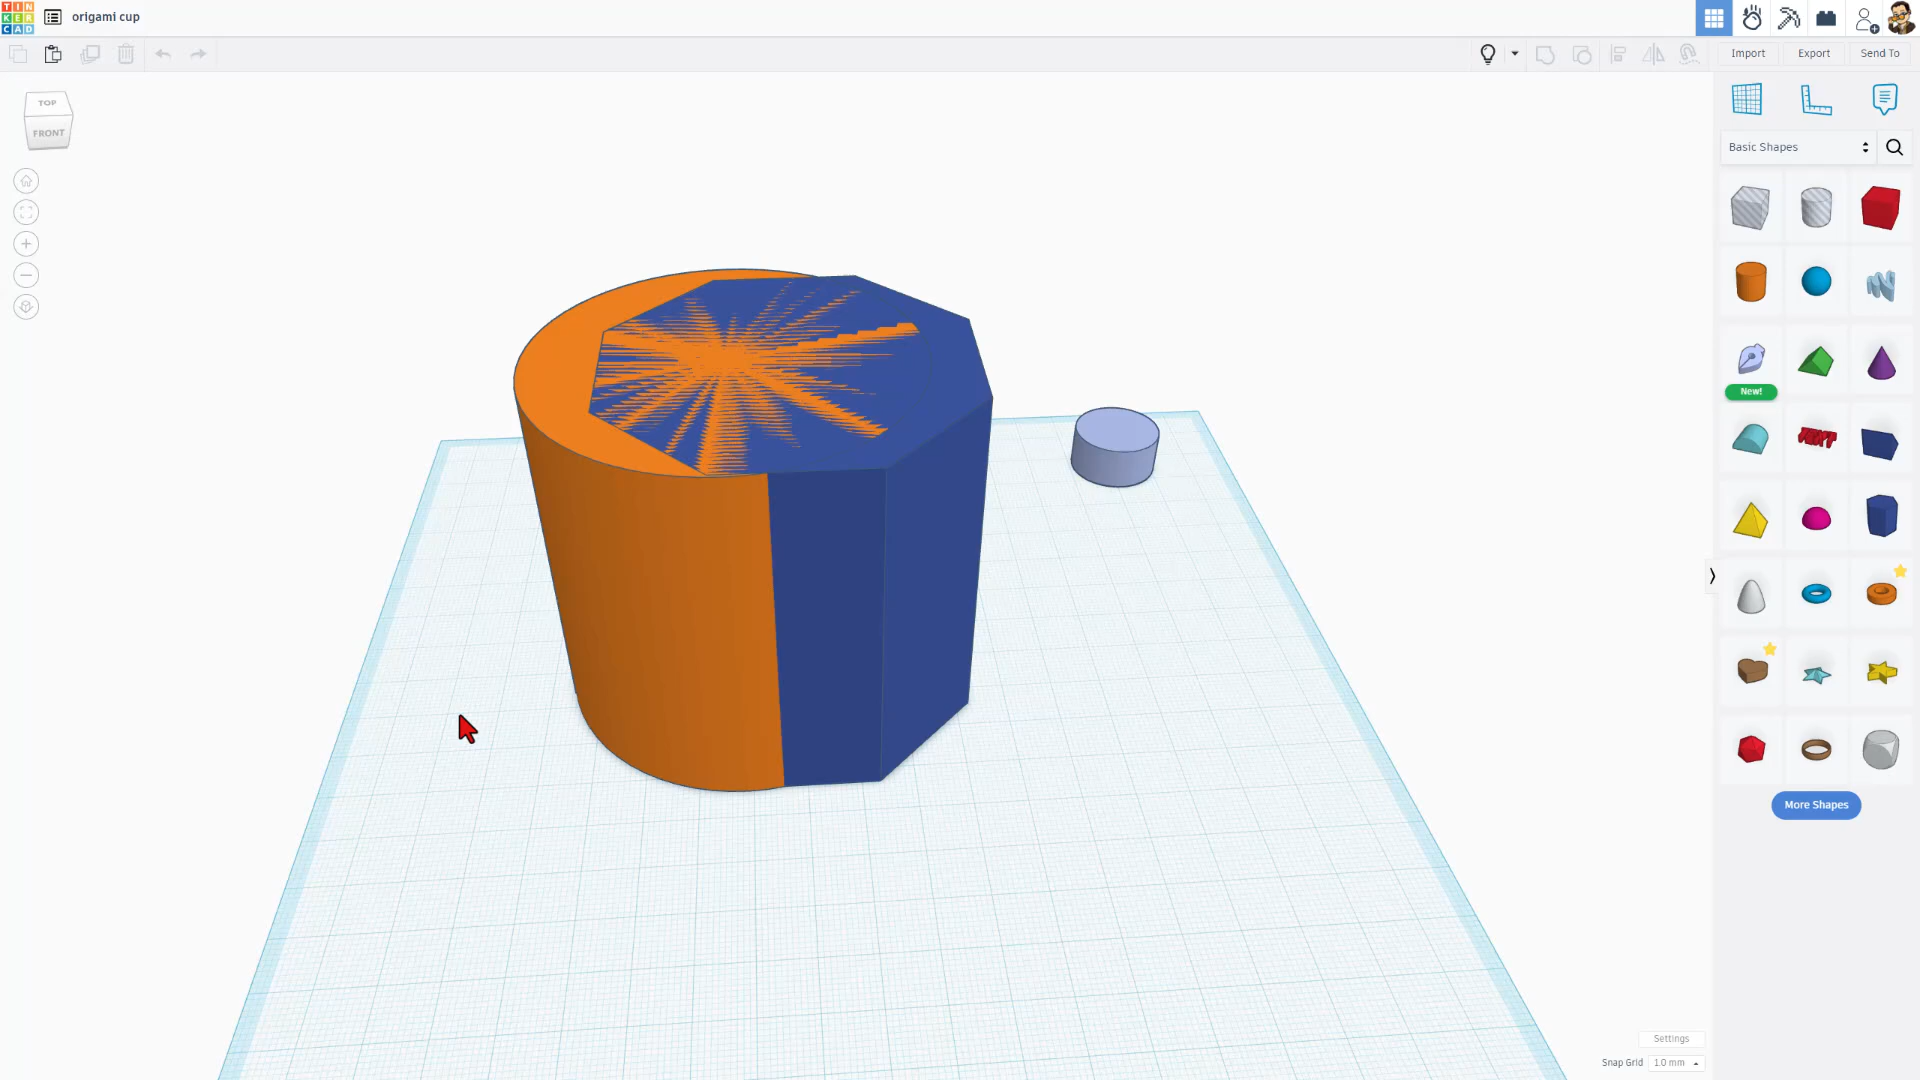 TIN
KER
CAD
origami cup
Import
Export
Send To
TOP
FRONT
Basic Shapes
New!
TEXT
More Shapes
Settings
Snap Grid
1.0 mm